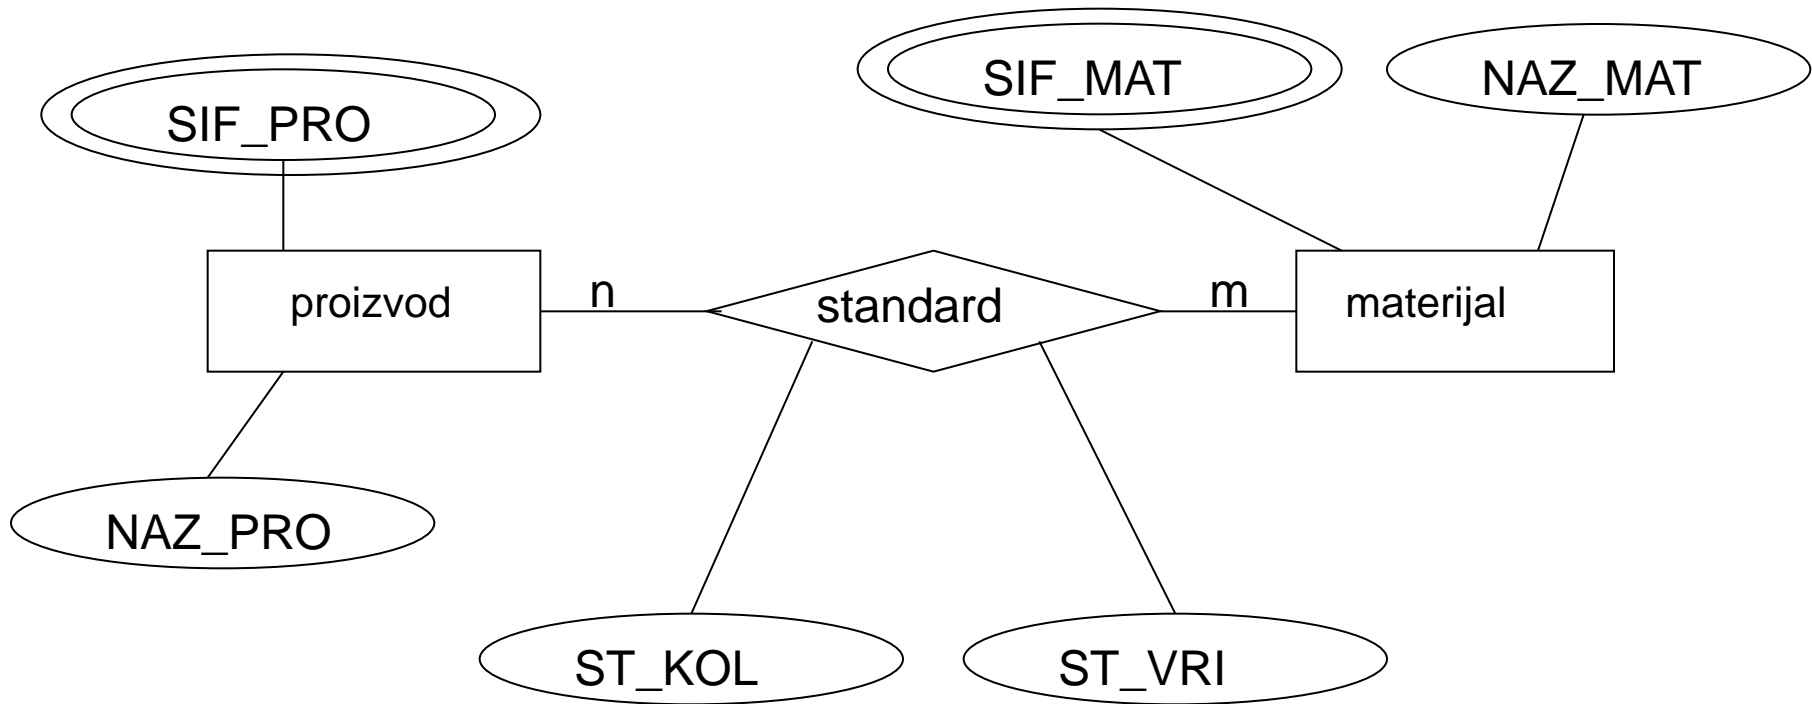 SIF_MAT
NAZ_MAT
SIF_PRO
proizvod
n
standard
m
materijal
NAZ_PRO
ST_KOL
ST_VRI